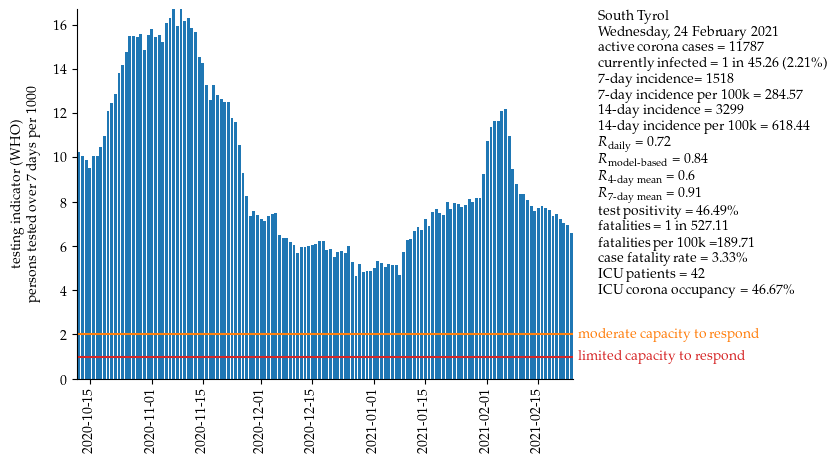 South Tyrol
Wednesday, 24 February 2021
active corona cases = 11787
currently infected = 1 in 45.26 (2.21%)
7-day incidence= 1518
7-day incidence per 100k = 284.57
14-day incidence = 3299
14-day incidence per 100k = 618.44
R daily = 0.72
R model-based = 0.84
R 4-day mean = 0.6
R 7-day mean = 0.91
test positivity = 46.49%
fatalities = 1 in 527.11
fatalities per 100k =189.71
case fatality rate = 3.33%
ICU patients = 42
ICU corona occupancy = 46.67%
testing indicator (WHO)
persons tested over 7 days per 1000
16
14
12
10
8
6
4
2
0
moderate capacity to respond
limited capacity to respond
2020-10-15
2020-11-01
2020-11-15
2020-12-01
2020-12-15
2021-01-01
2021-01-15
2021-02-01
2021-02-15